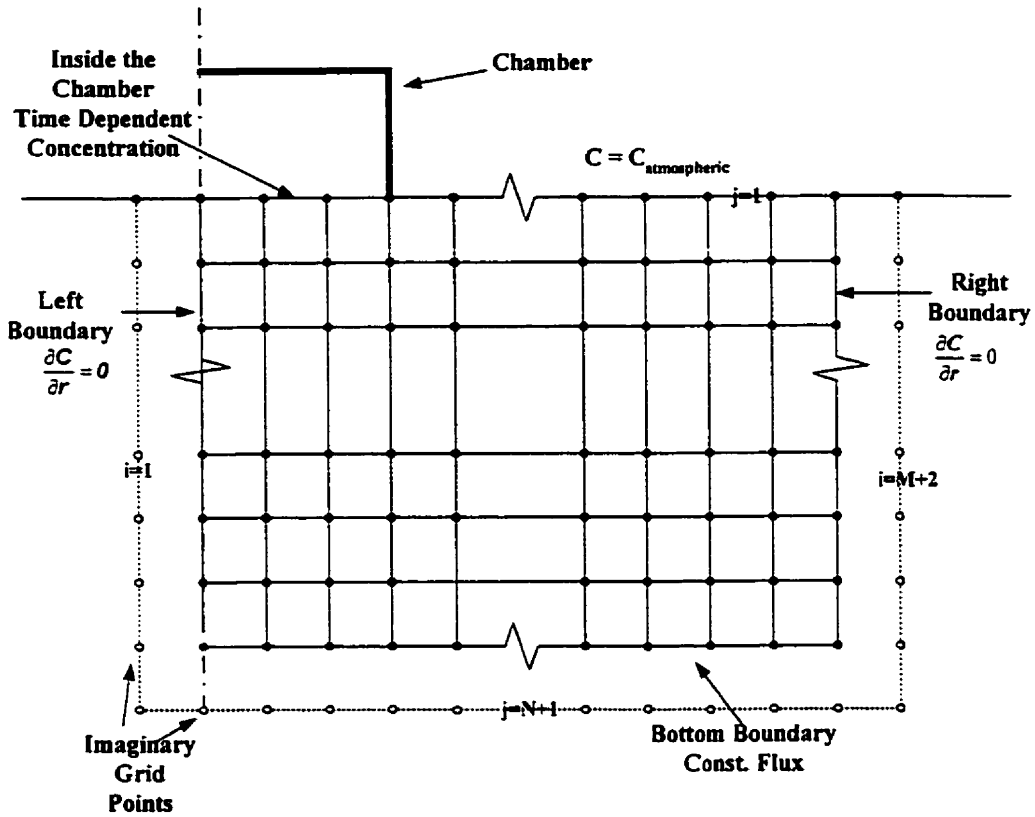 Inside the
Chamber
Time Dependent
Concentration
Chamber
C = C_atmospheric
j=1
Left
Boundary
∂C/∂r = 0
Right
Boundary
∂C/∂r = 0
i=1
i=M+2
j=N+1
Imaginary
Grid
Points
Bottom Boundary
Const. Flux